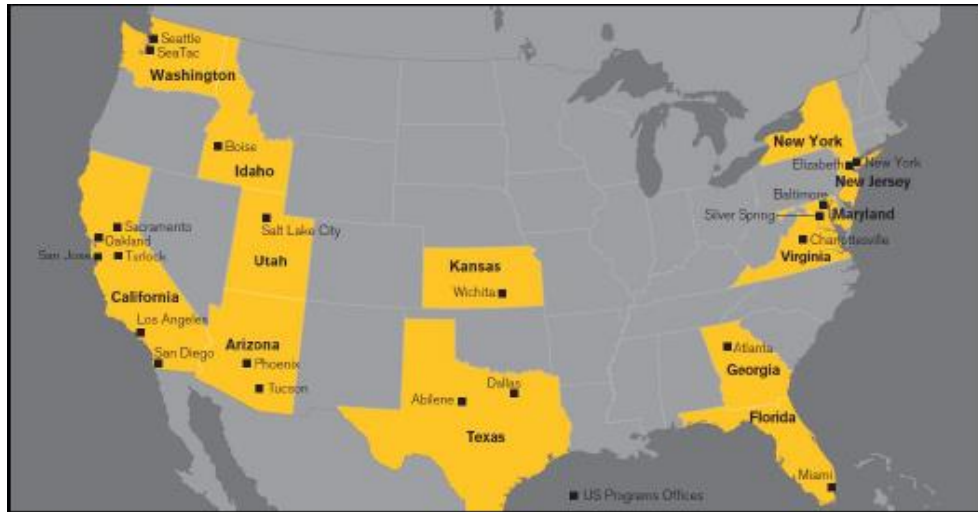 Seattle
SeaTac
Washington
Boise
Idaho
Salt Lake City
Utah
Sacramento
Oakland
San Jose
Turlock
California
Los Angeles
San Diego
Arizona
Phoenix
Tucson
Kansas
Wichita
Dallas
Abilene
Texas
New York
Elizabeth
New York
New Jersey
Baltimore
Silver Spring
Maryland
Charlottesville
Virginia
Atlanta
Georgia
Florida
Miami
US Programs Offices